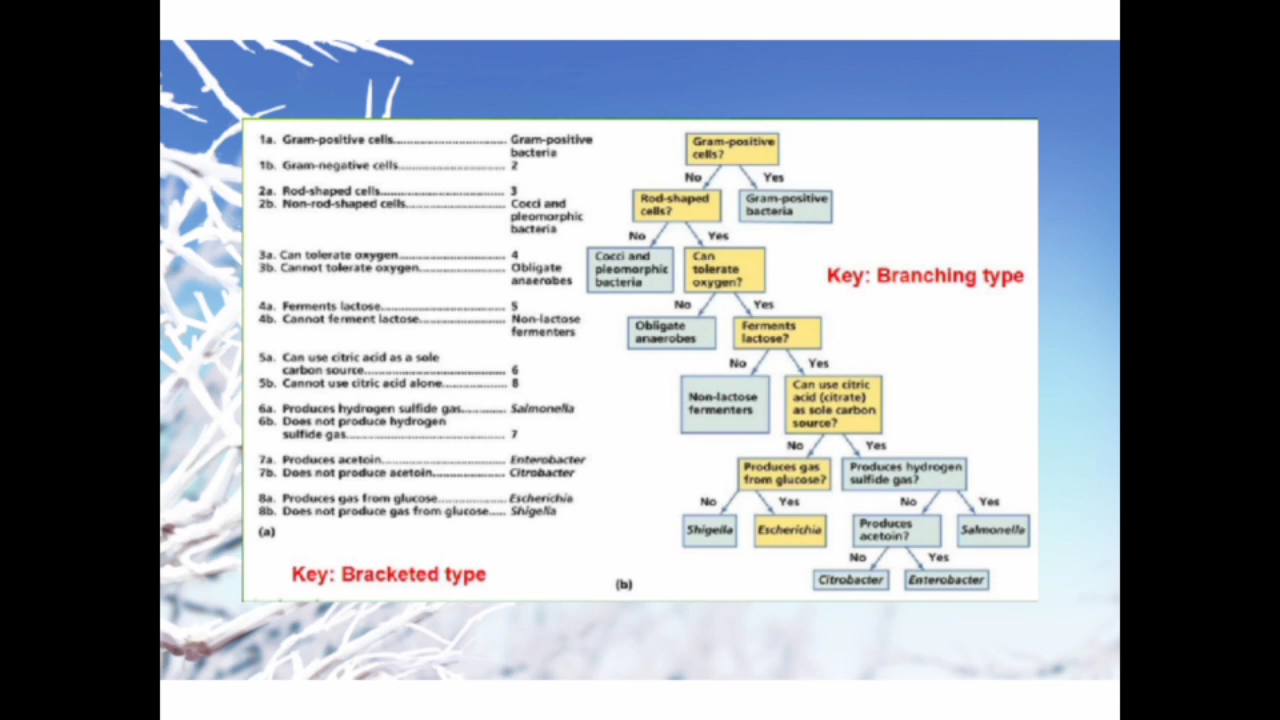 1a. Gram-positive cells........ Gram-positive
bacteria
1b. Gram-negative cells........ 2
2a. Rod-shaped cells........ 3
2b. Non-rod-shaped cells........ Cocci and
pleomorphic
bacteria
3a. Can tolerate oxygen........ 4
3b. Cannot tolerate oxygen........ Obligate
anaerobes
4a. Ferments lactose........ 5
4b. Cannot ferment lactose........ Non-lactose
fermenters
5a. Can use citric acid as a sole
carbon source........ 6
5b. Cannot use citric acid alone........ 8
6a. Produces hydrogen sulfide gas........ Salmonella
6b. Does not produce hydrogen
sulfide gas........ 7
7a. Produces acetoin........ Enterobacter
7b. Does not produce acetoin........ Citrobacter
8a. Produces gas from glucose........ Escherichia
8b. Does not produce gas from glucose..... Shigella
(a)
Key: Bracketed type
Gram-positive
cells?
No Yes
Rod-shaped
cells?
Gram-positive
bacteria
No Yes
Cocci and
pleomorphic
bacteria
Can
tolerate
oxygen?
Key: Branching type
No Yes
Obligate
anaerobes
Ferments
lactose?
No Yes
Non-lactose
fermenters
Can use citric
acid (citrate)
as sole carbon
source?
No Yes
Produces gas
from glucose?
Produces hydrogen
sulfide gas?
No Yes No Yes
Shigella Escherichia
Produces
acetoin?
Salmonella
No Yes
Citrobacter Enterobacter
(b)